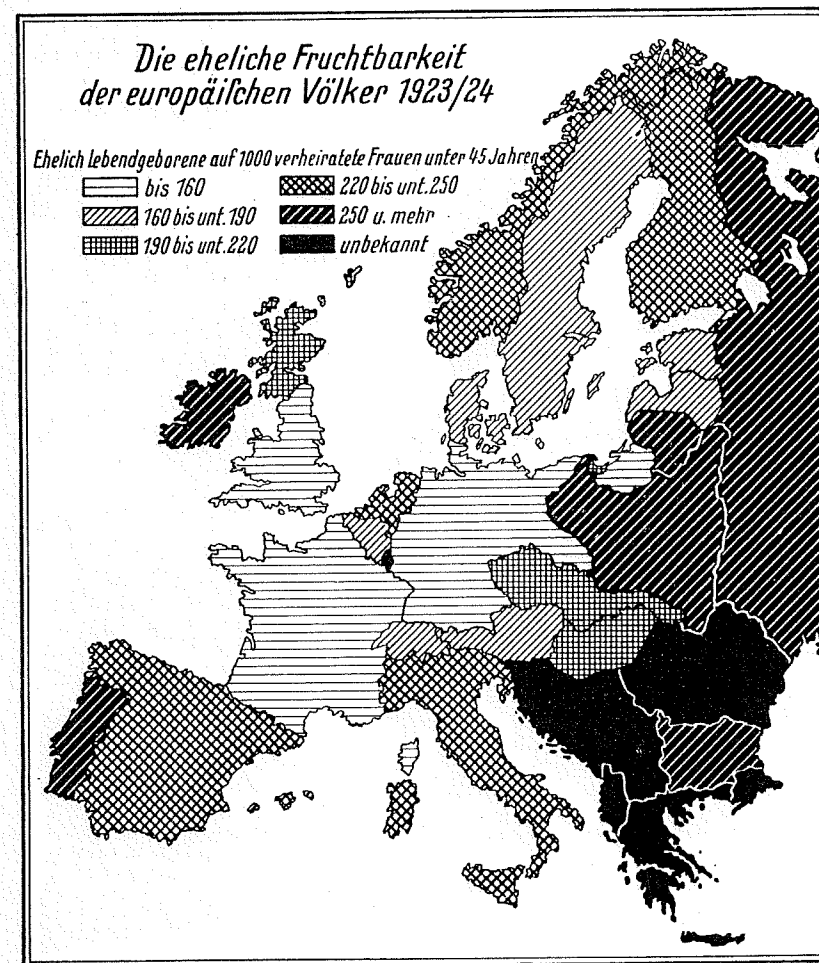 Die eheliche Fruchtbarkeit
der europäiſchen Völker 1923/24
Ehelich lebendgeborene auf 1000 verheiratete Frauen unter 45 Jahren
bis 160
160 bis unt. 190
190 bis unt. 220
220 bis unt. 250
250 u. mehr
unbekannt